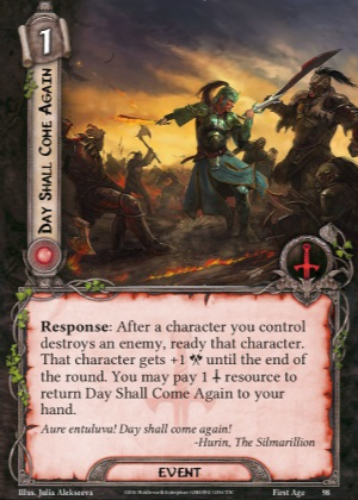 1
DAY SHALL COME AGAIN
Response: After a character you control
destroys an enemy, ready that character.
That character gets +1 until the end of
the round. You may pay 1 resource to
return Day Shall Come Again to your
hand.
Aure entuluva! Day shall come again!
-Hurin, The Silmarillion
EVENT
Illus. Julia Alekseeva
First Age
98